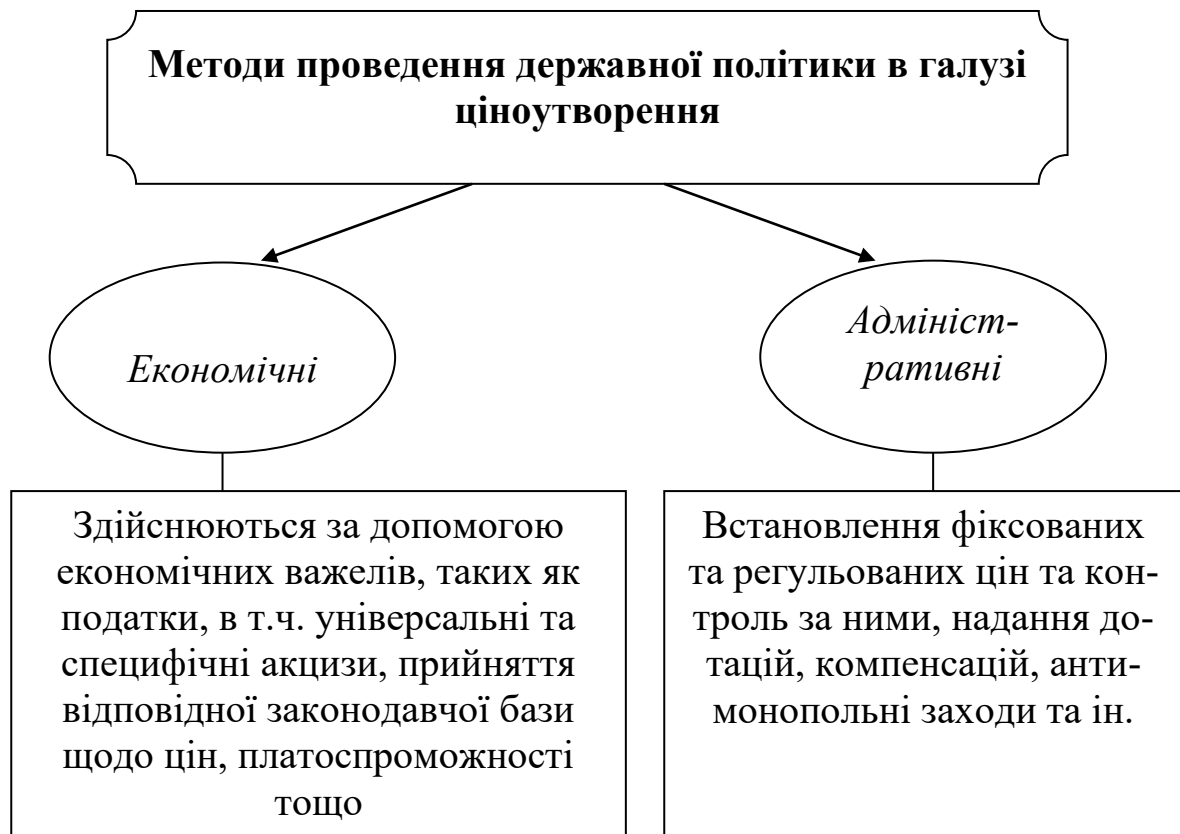 Методи проведення державної політики в галузі
ціноутворення
Економічні
Адмініст-
ративні
Здійснюються за допомогою
економічних важелів, таких як
податки, в т.ч. універсальні та
специфічні акцизи, прийняття
відповідної законодавчої бази
щодо цін, платоспроможності
тощо
Встановлення фіксованих
та регульованих цін та кон-
троль за ними, надання до-
тацій, компенсацій, анти-
монопольні заходи та ін.